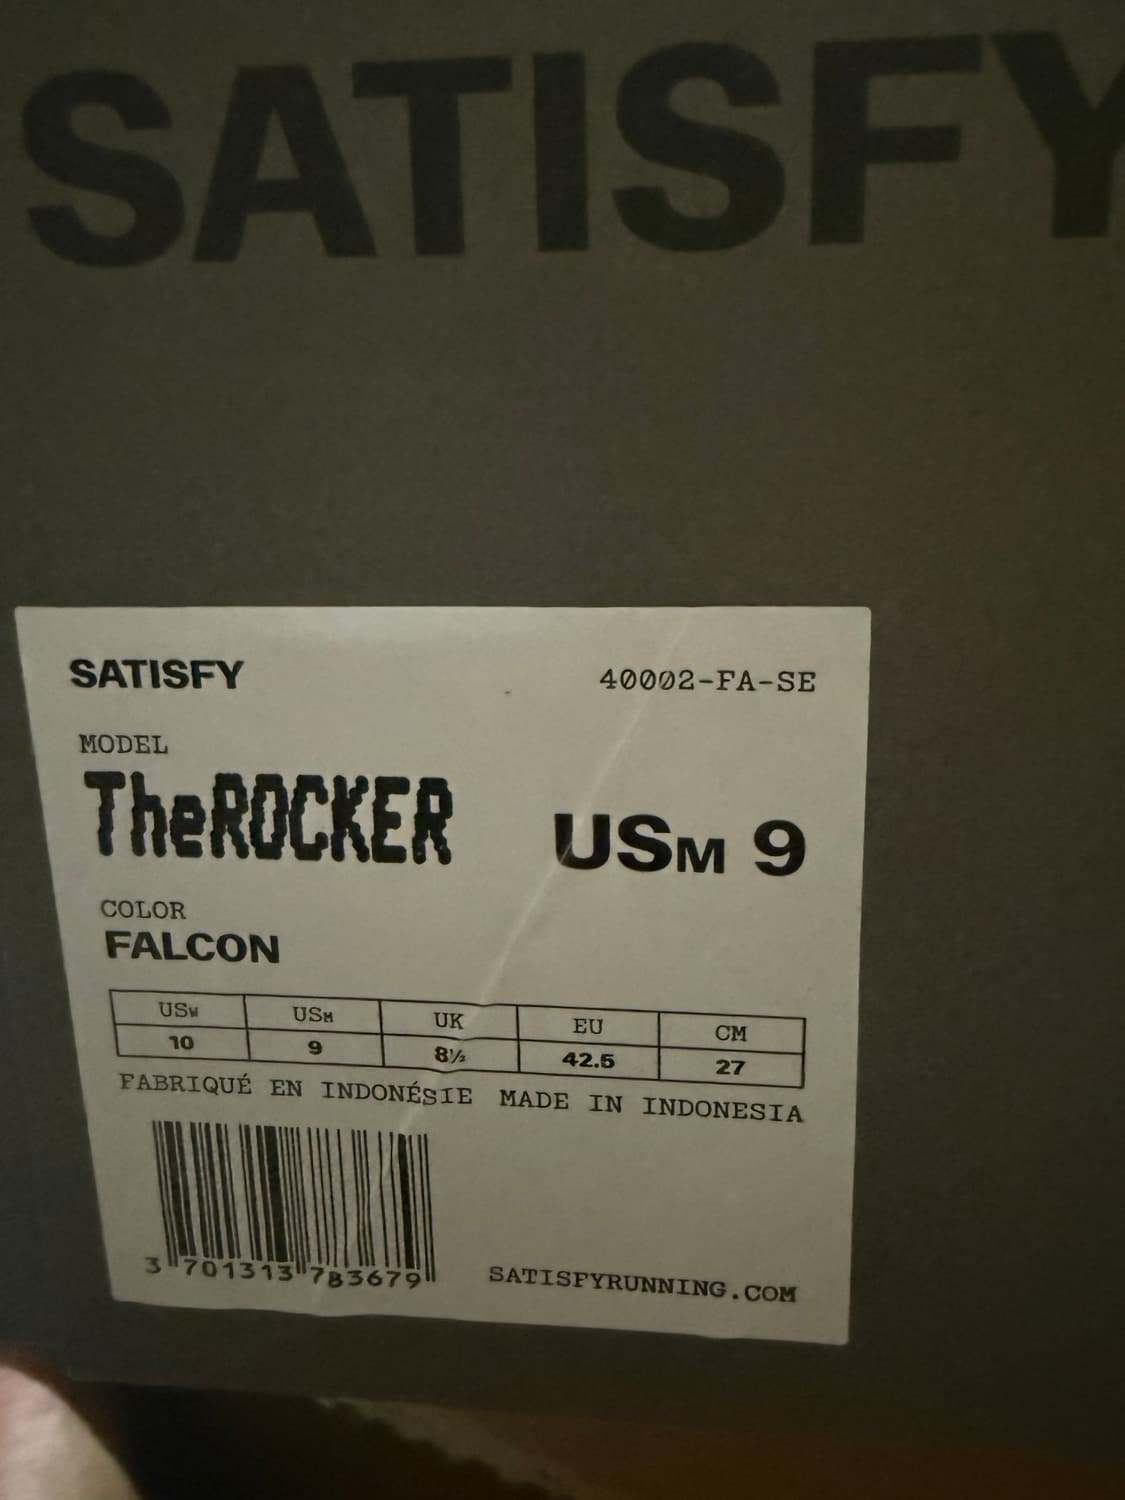 SATISFY
SATISFY 40002-FA-SE
MODEL
TheROCKER
USM 9
COLOR
FALCON
USW USM UK EU CM
10 9 8½ 42.5 27
FABRIQUÉ EN INDONÉSIE MADE IN INDONESIA
3 701313 783679
SATISFYRUNNING.COM